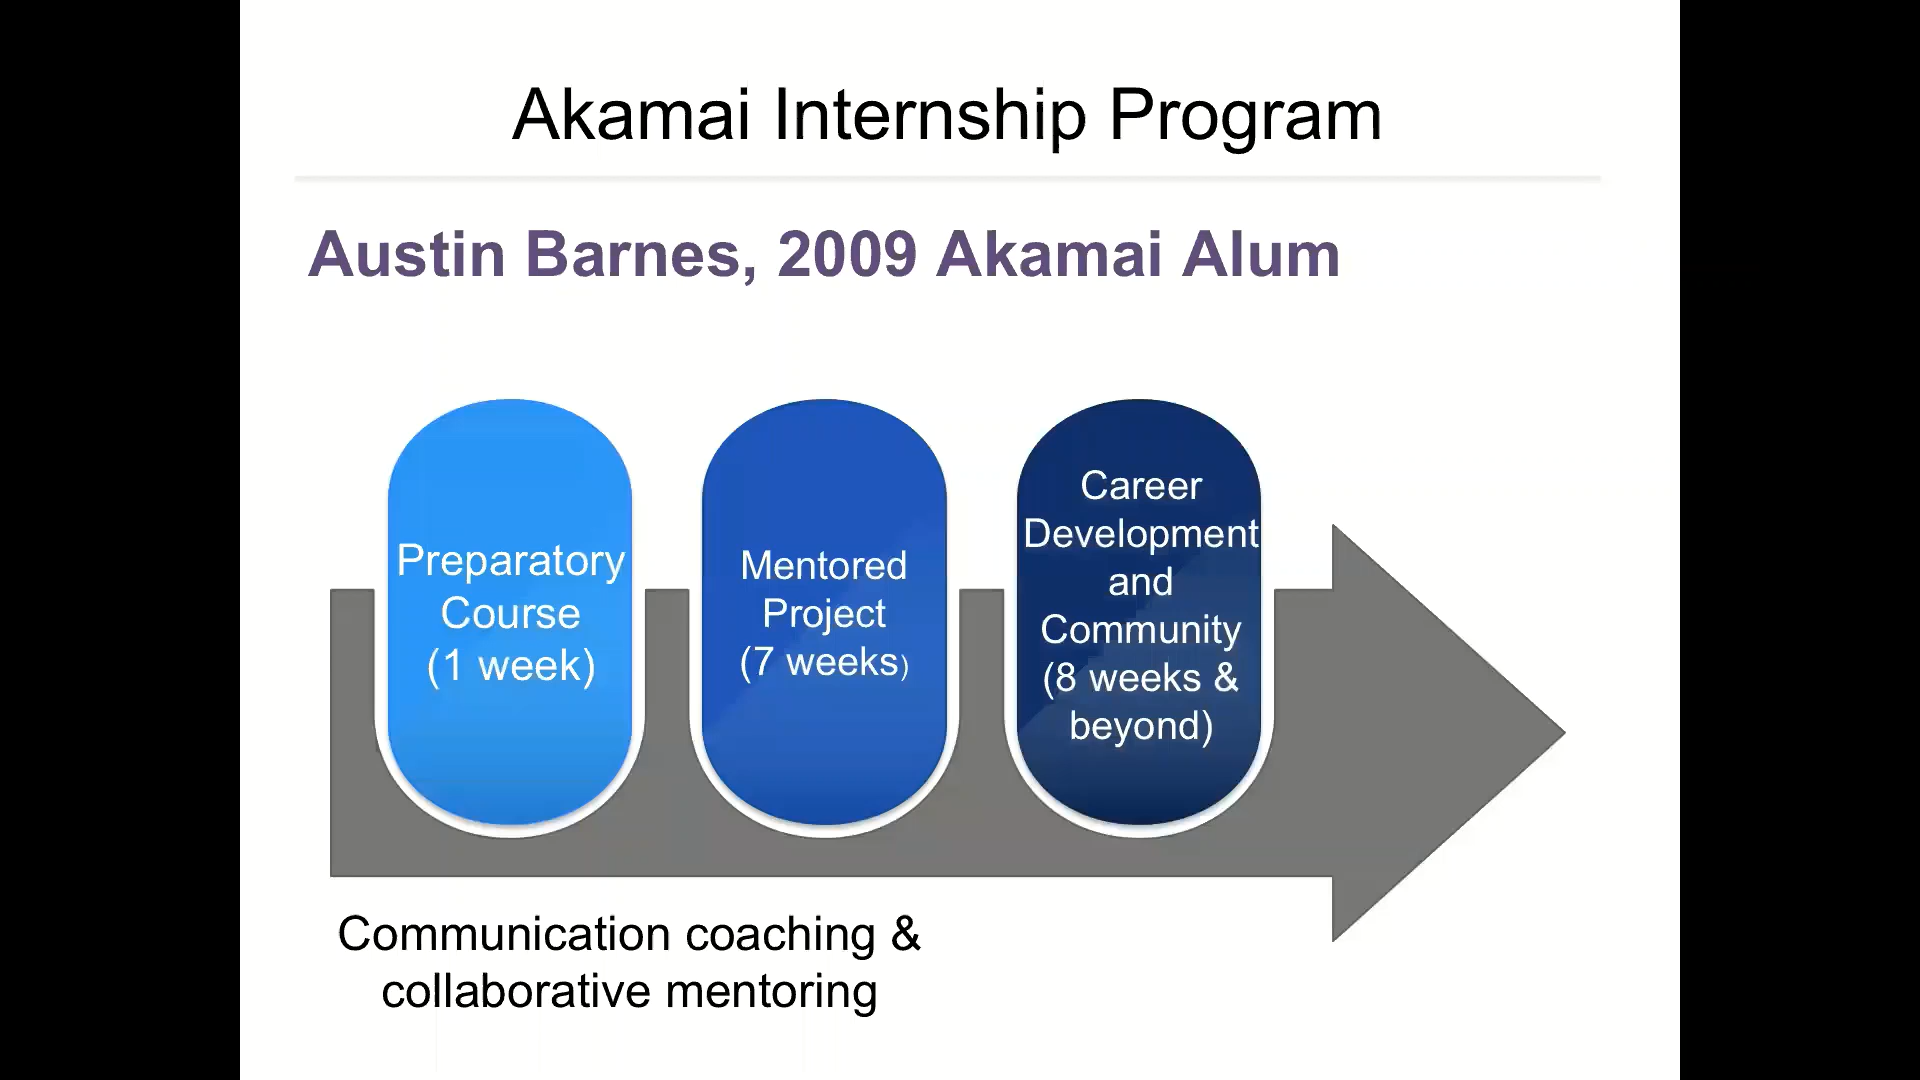 Akamai Internship Program
Austin Barnes, 2009 Akamai Alum
Preparatory
Course
(1 week)
Mentored
Project
(7 weeks)
Career
Development
and
Community
(8 weeks &
beyond)
Communication coaching &
collaborative mentoring